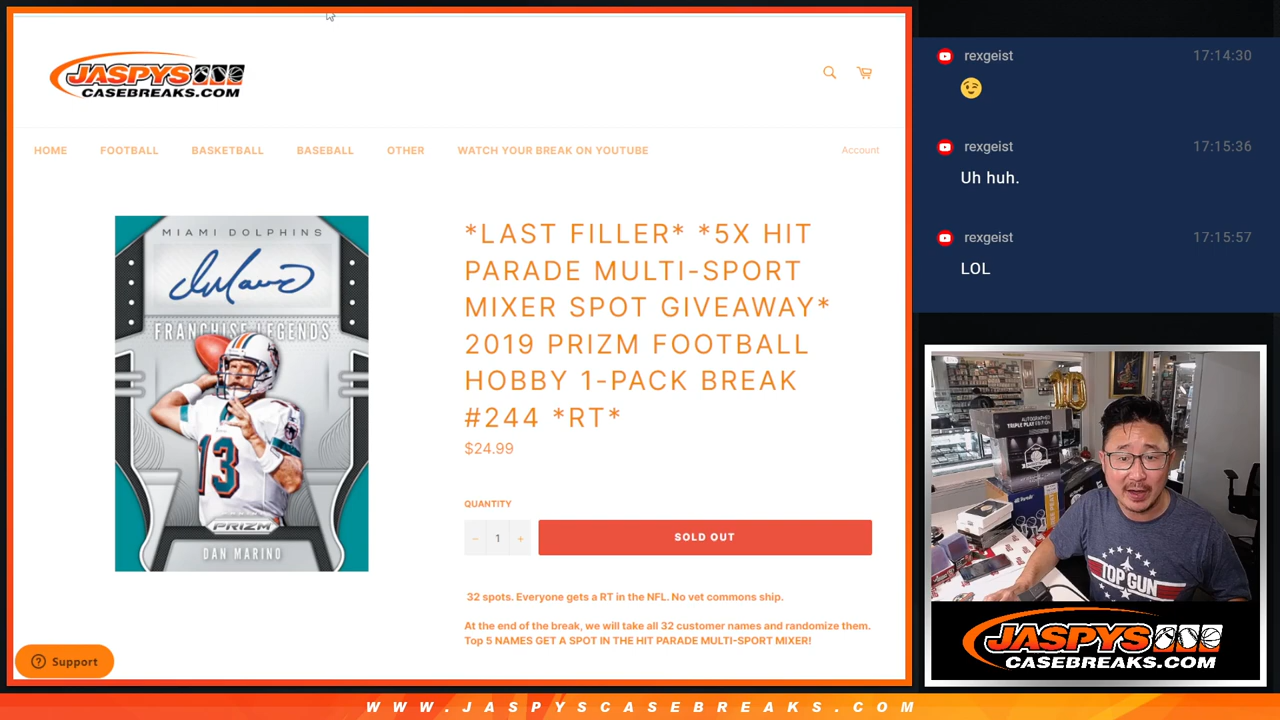 JASPYS
CASEBREAKS.COM
HOME FOOTBALL BASKETBALL BASEBALL OTHER WATCH YOUR BREAK ON YOUTUBE Account
MIAMI DOLPHINS
FRANCHISE LEGENDS
13
PRIZM
DAN MARINO
*LAST FILLER* *5X HIT
PARADE MULTI-SPORT
MIXER SPOT GIVEAWAY*
2019 PRIZM FOOTBALL
HOBBY 1-PACK BREAK
#244 *RT*
$24.99
QUANTITY
− 1 +
SOLD OUT
32 spots. Everyone gets a RT in the NFL. No vet commons ship.
At the end of the break, we will take all 32 customer names and randomize them.
Top 5 NAMES GET A SPOT IN THE HIT PARADE MULTI-SPORT MIXER!
Support
rexgeist 17:14:30
rexgeist 17:15:36
Uh huh.
rexgeist 17:15:57
LOL
TOP GUN
JASPYS
CASEBREAKS.COM
WWW.JASPYSCASEBREAKS.COM